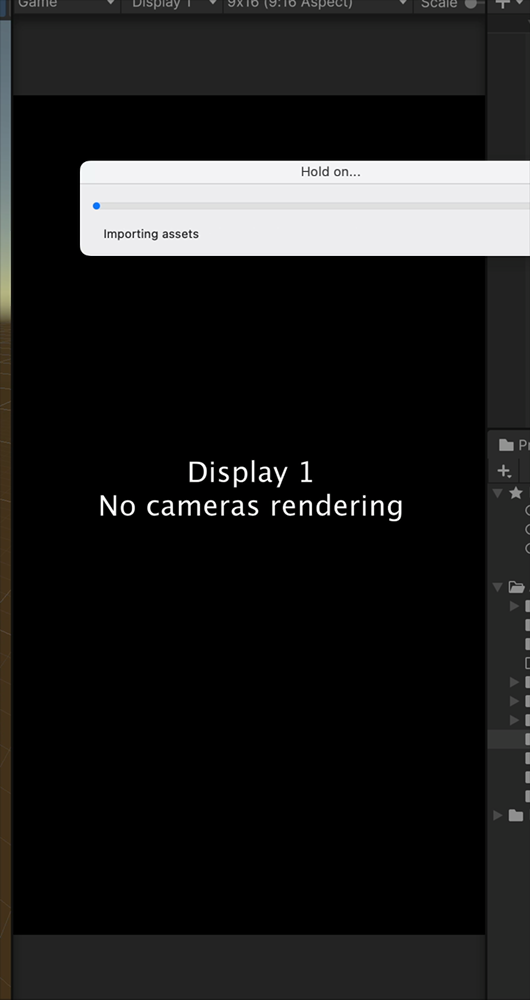 Game
Display 1
9x16 (9:16 Aspect)
Scale
Hold on...
Importing assets
Display 1
No cameras rendering